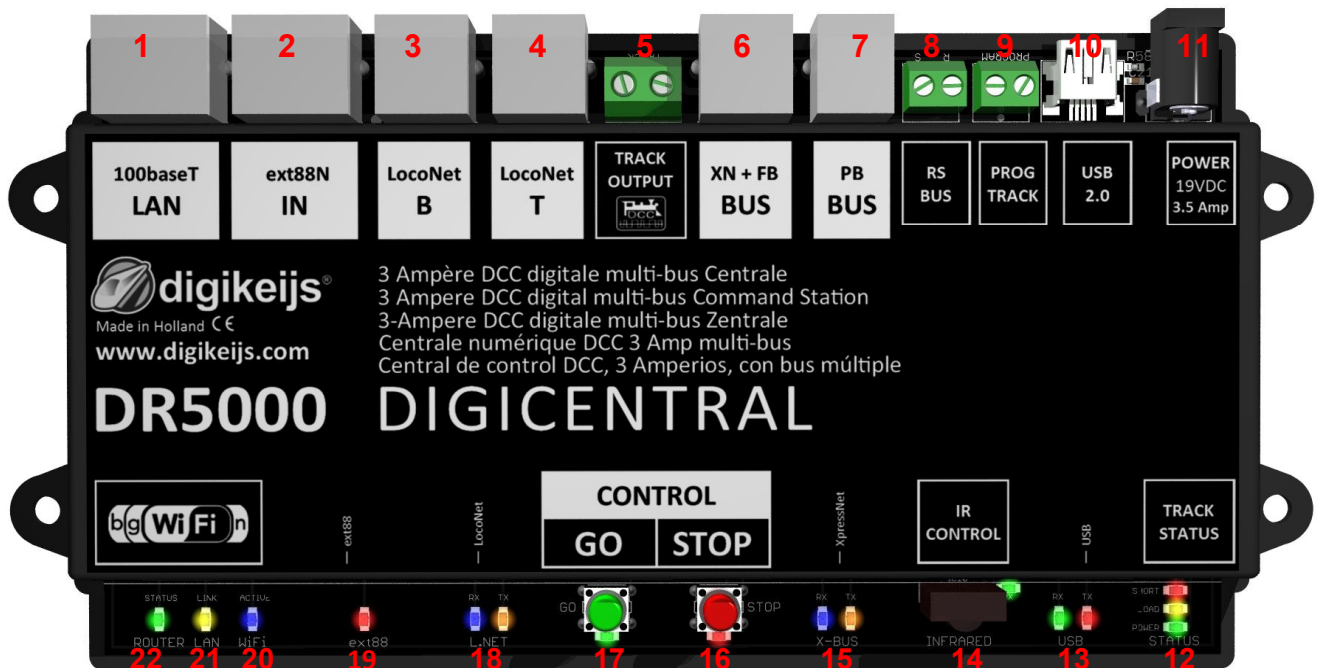 1 2 3 4 5 6 7 8 9 10 11
S R PROGRAM R58
100baseT
LAN
ext88N
IN
LocoNet
B
LocoNet
T
TRACK
OUTPUT
DCC
XN + FB
BUS
PB
BUS
RS
BUS
PROG
TRACK
USB
2.0
POWER
19VDC
3.5 Amp
digikeijs®
Made in Holland CE
www.digikeijs.com
DR5000
3 Ampère DCC digitale multi-bus Centrale
3 Ampere DCC digital multi-bus Command Station
3-Ampere DCC digitale multi-bus Zentrale
Centrale numérique DCC 3 Amp multi-bus
Central de control DCC, 3 Amperios, con bus múltiple
DIGICENTRAL
b g WiFi n
ext88
LocoNet
CONTROL
GO STOP
XpressNet
IR
CONTROL
USB
TRACK
STATUS
STATUS LINK ACTIVE RX TX GO STOP RX TX RX TX SHORT
LOAD
POWER
ROUTER LAN WiFi ext88 L.NET X-BUS INFRARED USB STATUS
22 21 20 19 18 17 16 15 14 13 12